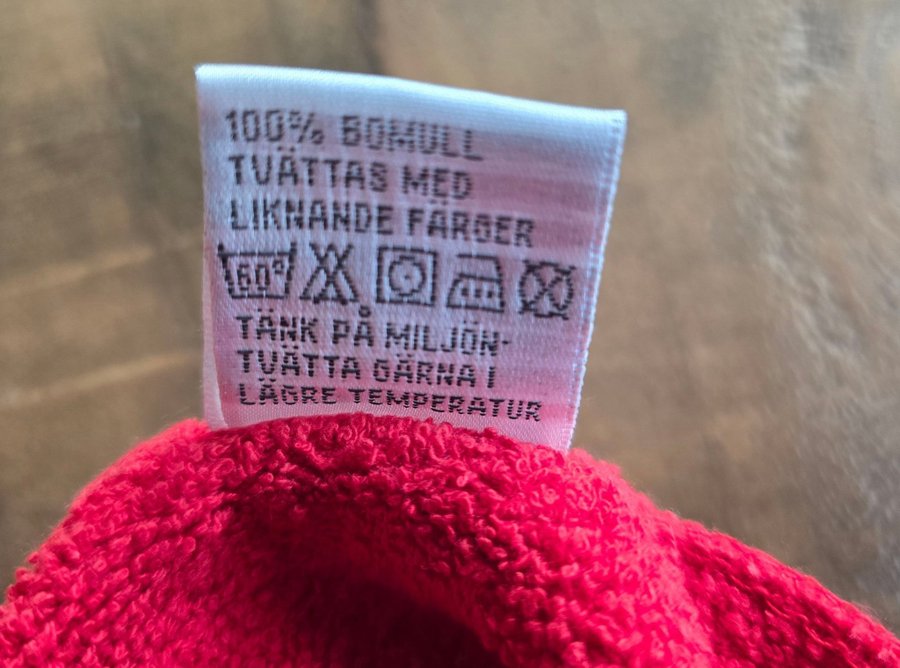 100% BOMULL
TVÄTTAS MED
LIKNANDE FÄRGER
60°
TÄNK PÅ MILJÖN-
TVÄTTA GÄRNA I
LÄGRE TEMPERATUR